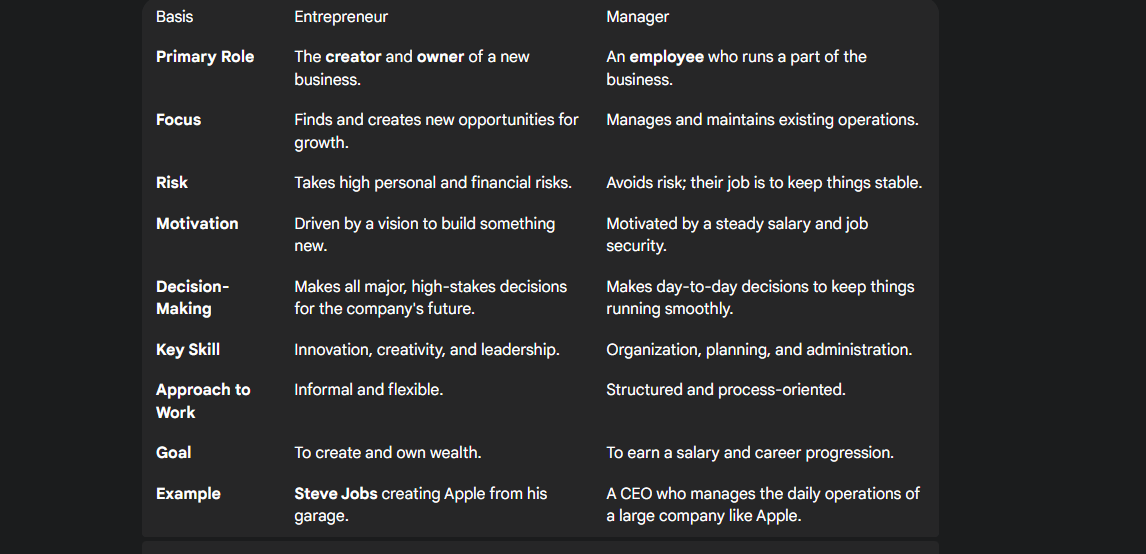 Basis Entrepreneur Manager
Primary Role The creator and owner of a new An employee who runs a part of the
business. business.
Focus Finds and creates new opportunities for Manages and maintains existing operations.
growth.
Risk Takes high personal and financial risks. Avoids risk; their job is to keep things stable.
Motivation Driven by a vision to build something Motivated by a steady salary and job
new. security.
Decision- Makes all major, high-stakes decisions Makes day-to-day decisions to keep things
Making for the company's future. running smoothly.
Key Skill Innovation, creativity, and leadership. Organization, planning, and administration.
Approach to Informal and flexible. Structured and process-oriented.
Work
Goal To create and own wealth. To earn a salary and career progression.
Example Steve Jobs creating Apple from his A CEO who manages the daily operations of
garage. a large company like Apple.